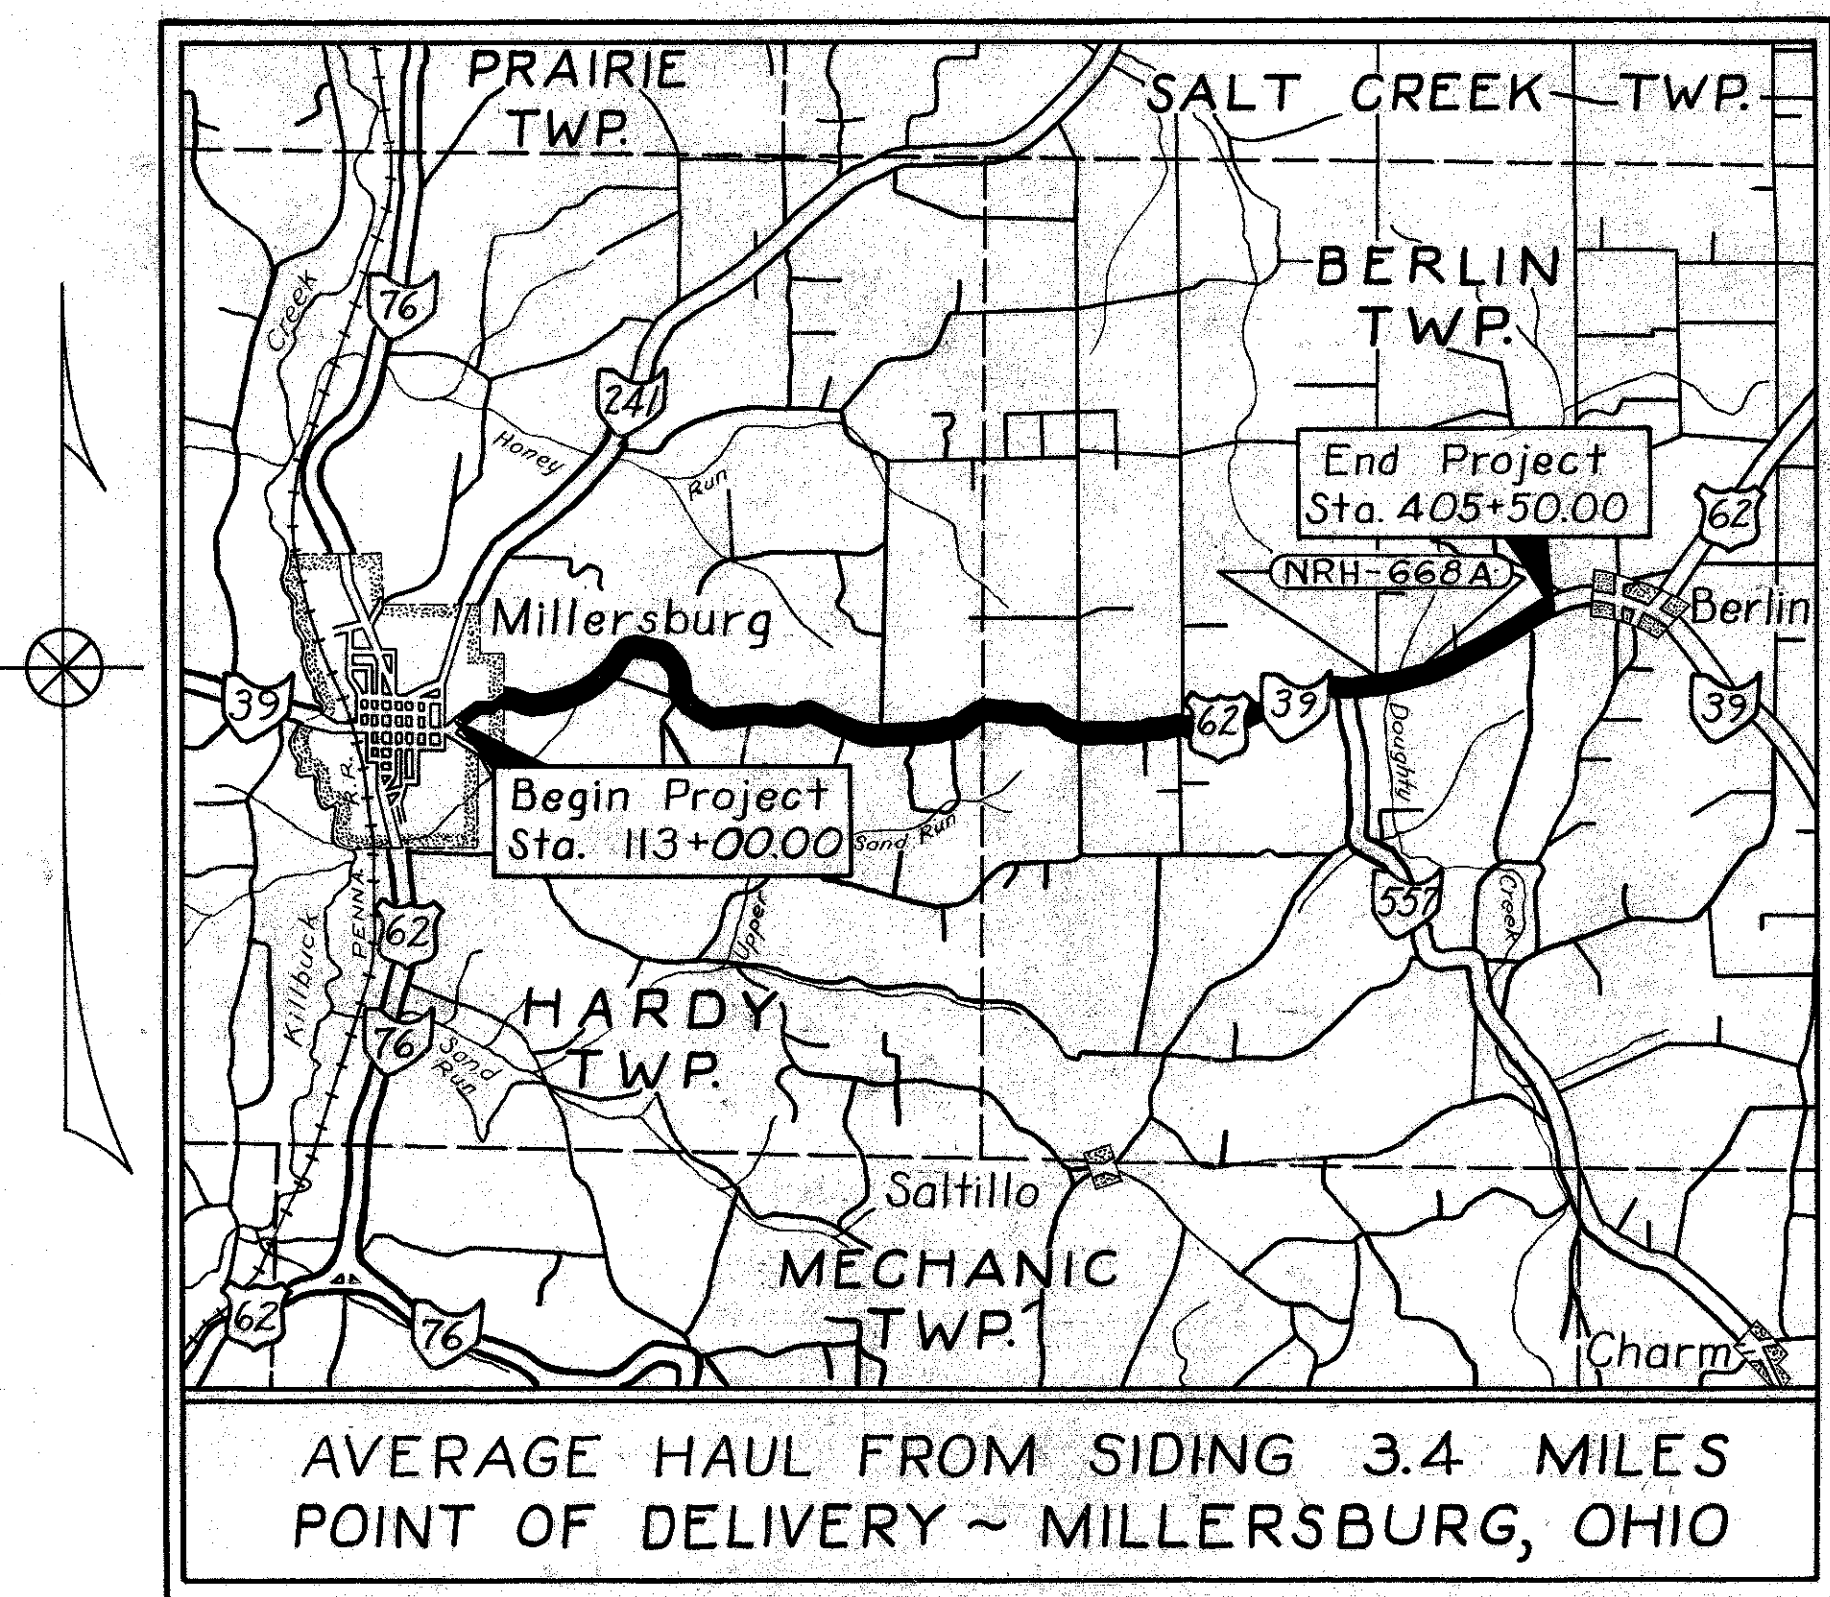 PRAIRIE
TWP.
SALT CREEK TWP.
BERLIN
TWP.
Creek
76
241
Honey
Run
End Project
Sta. 405+50.00
62
NRH-668A
Berlin
Millersburg
39
62
39
39
Doughty
Begin Project
Sta. 113+00.00
Sand Run
R.R.
PENNA.
557
Creek
62
Upper
Killbuck
HARDY
TWP.
76
Sand
Run
Saltillo
MECHANIC
TWP.
62
76
Charm
AVERAGE HAUL FROM SIDING 3.4 MILES
POINT OF DELIVERY ~ MILLERSBURG, OHIO